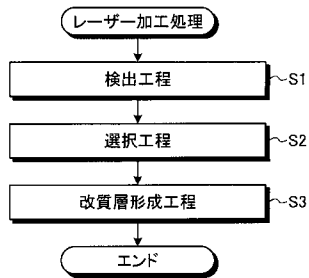 レーザー加工処理
検出工程
S1
選択工程
S2
改質層形成工程
S3
エンド